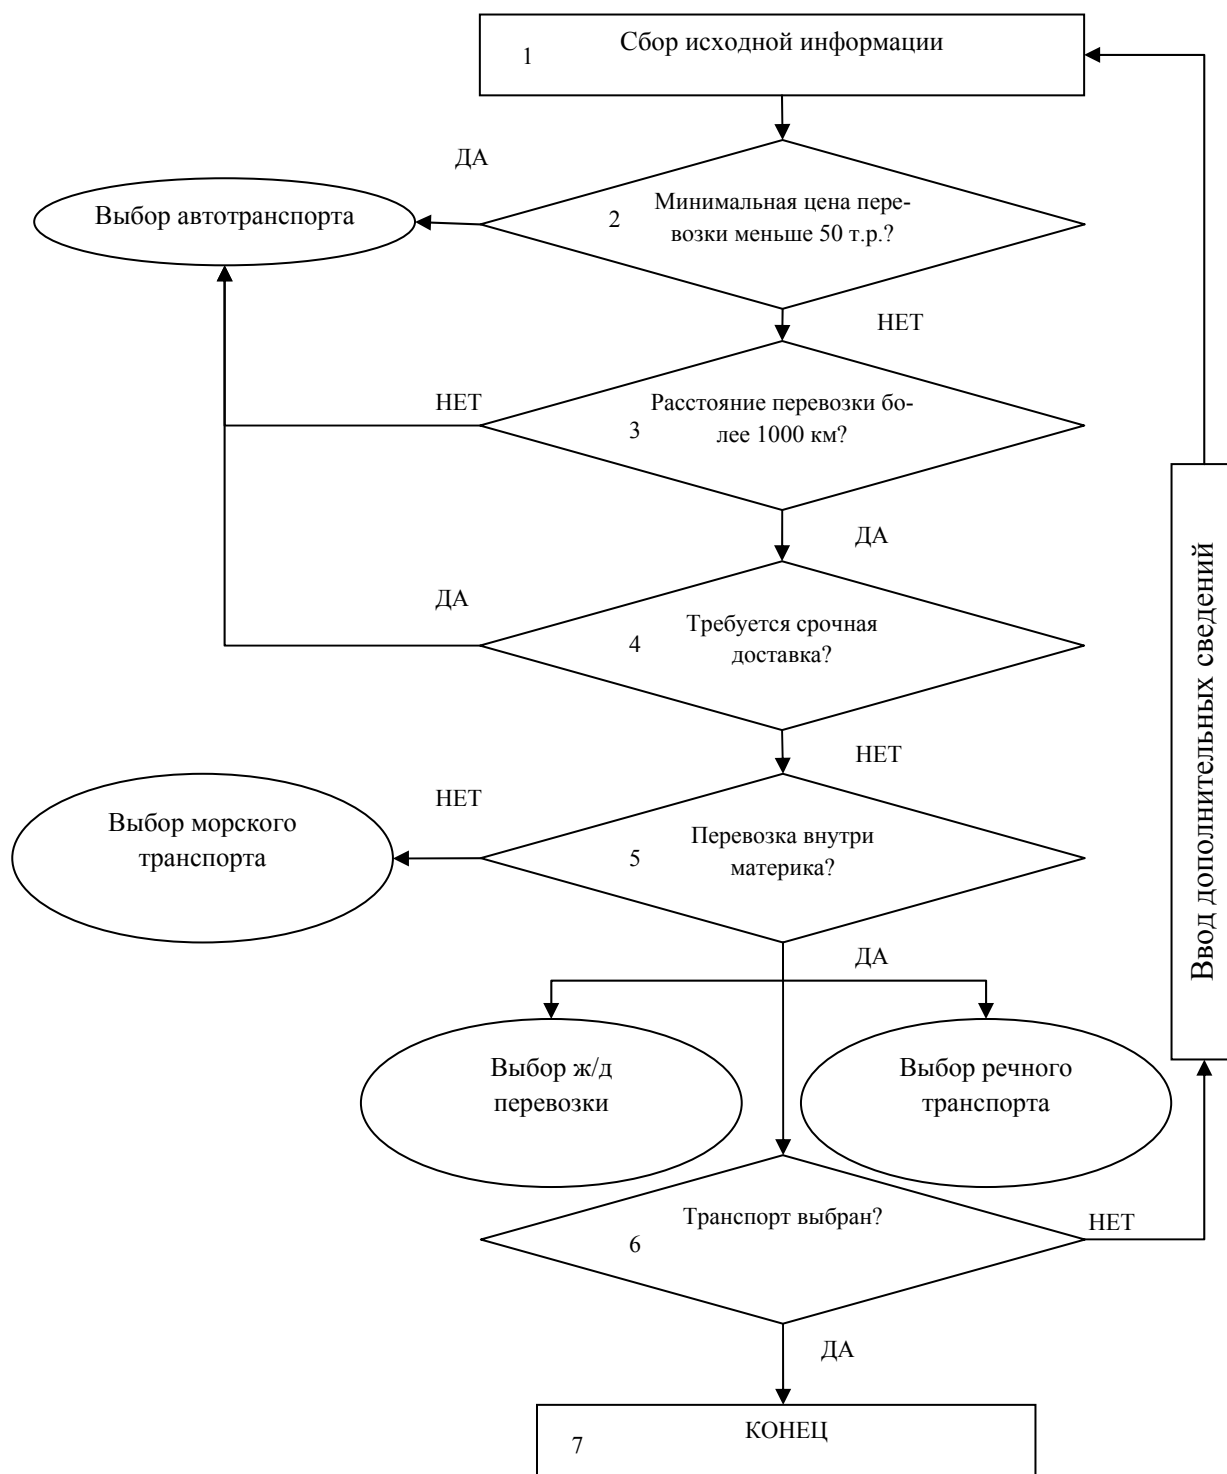 1
Сбор исходной информации
ДА
Выбор автотранспорта
2
Минимальная цена пере-
возки меньше 50 т.р.?
НЕТ
НЕТ
3
Расстояние перевозки бо-
лее 1000 км?
ДА
ДА
4
Требуется срочная
доставка?
НЕТ
НЕТ
Выбор морского
транспорта
5
Перевозка внутри
материка?
ДА
Выбор ж/д
перевозки
Выбор речного
транспорта
Ввод дополнительных сведений
6
Транспорт выбран?
НЕТ
ДА
7
КОНЕЦ